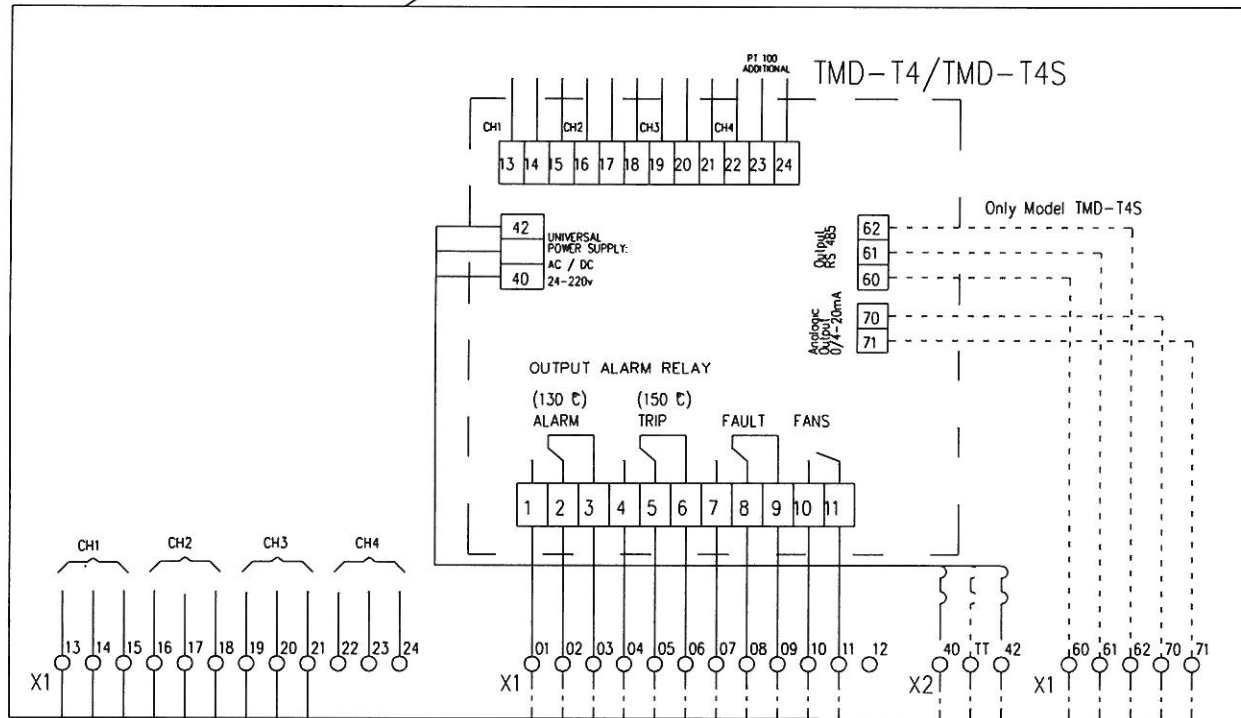 PT 100
ADDITIONAL
TMD-T4/TMD-T4S
CH1 CH2 CH3 CH4
13 14 15 16 17 18 19 20 21 22 23 24
Only Model TMD-T4S
42
UNIVERSAL
POWER SUPPLY:
AC / DC
40
24-220v
Output
RS 485
62
61
60
Analogic
Output
0/4-20mA
70
71
OUTPUT ALARM RELAY
(130 ℃) (150 ℃)
ALARM TRIP FAULT FANS
1 2 3 4 5 6 7 8 9 10 11
CH1 CH2 CH3 CH4
13 14 15 16 17 18 19 20 21 22 23 24
X1
01 02 03 04 05 06 07 08 09 10 11 12
X1
40 TT 42
X2
60 61 62 70 71
X1